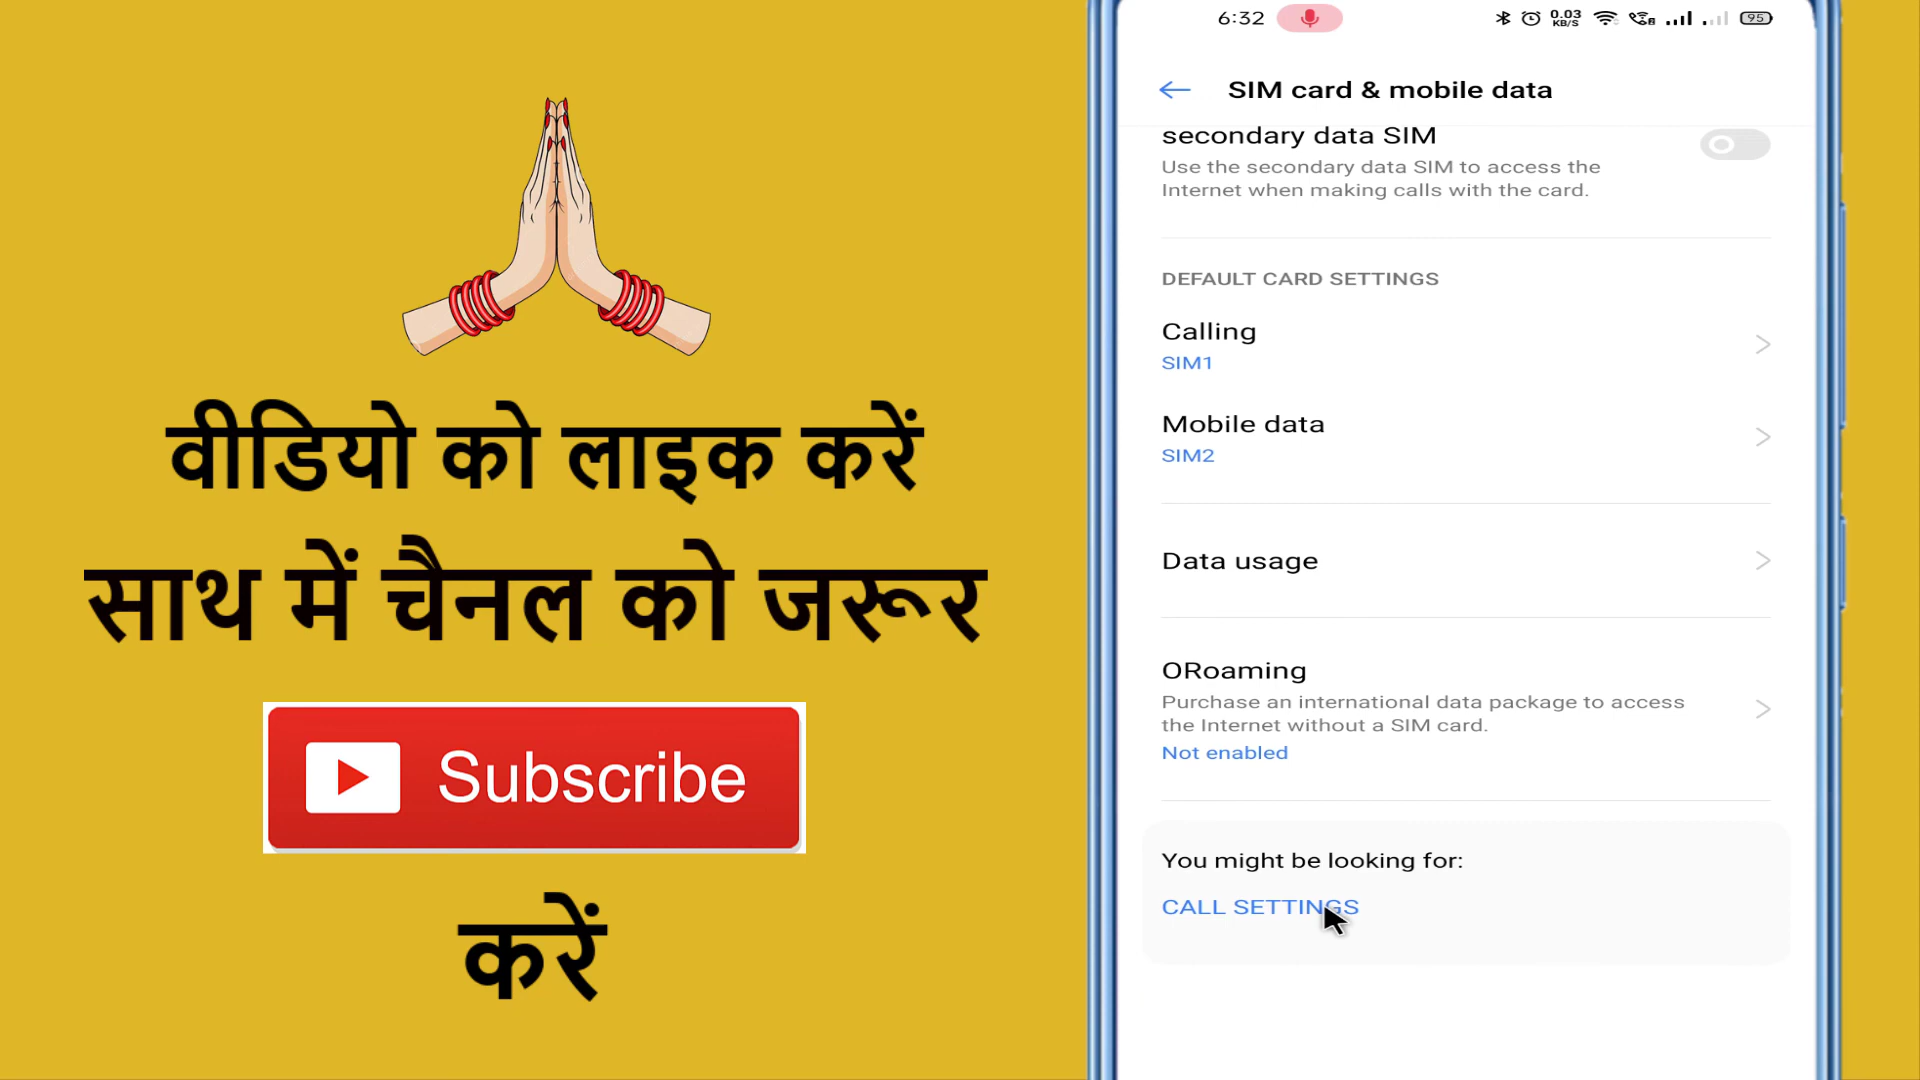 वीडियो को लाइक करें
साथ में चैनल को जरूर
Subscribe
करें
6:32
0.03
KB/S
95
SIM card & mobile data
secondary data SIM
Use the secondary data SIM to access the
Internet when making calls with the card.
DEFAULT CARD SETTINGS
Calling
SIM1
Mobile data
SIM2
Data usage
ORoaming
Purchase an international data package to access
the Internet without a SIM card.
Not enabled
You might be looking for:
CALL SETTINGS